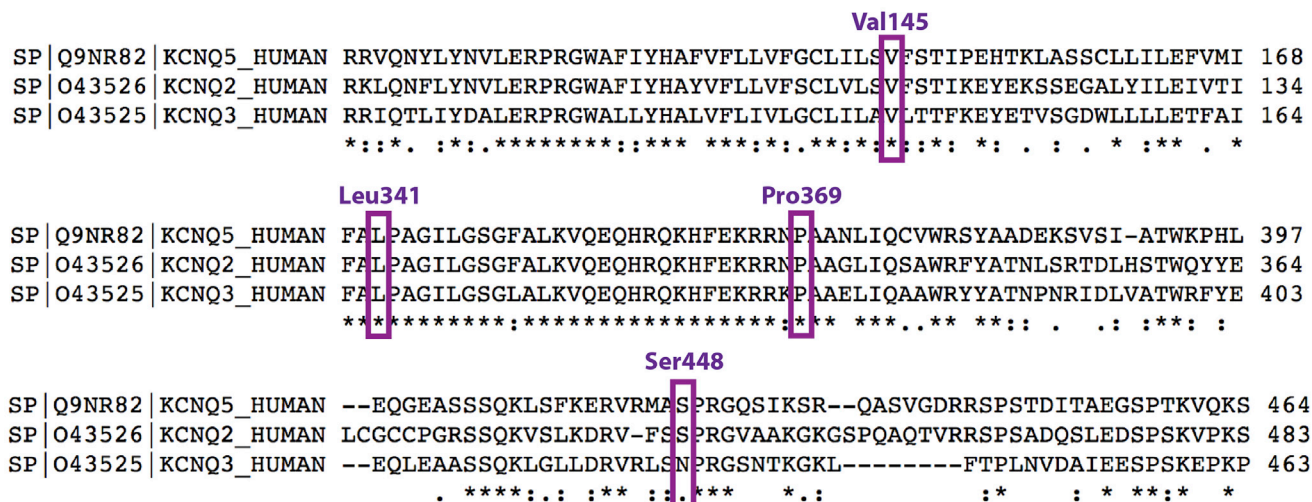 Val145
SP|Q9NR82|KCNQ5_HUMAN RRVQNYLYNVLERPRGWAFIYHAFVFLLVFGCLILSVFSTIPEHTKLASSCLLILEFVMI 168
SP|O43526|KCNQ2_HUMAN RKLQNFLYNVLERPRGWAFIYHAYVFLLVFSCLVLSVFSTIKEYEKSSEGALYILEIVTI 134
SP|O43525|KCNQ3_HUMAN RRIQTLIYDALERPRGWALLYHALVFLIVLGCLILAVLTTFKEYETVSGDWLLLLETFAI 164
*::*. :*:.********::*** ***:*:.**:*:*::*: *: : . : * :** . *
Leu341 Pro369
SP|Q9NR82|KCNQ5_HUMAN FALPAGILGSGFALKVQEQHRQKHFEKRRNPAANLIQCVWRSYAADEKSVSI-ATWKPHL 397
SP|O43526|KCNQ2_HUMAN FALPAGILGSGFALKVQEQHRQKHFEKRRNPAAGLIQSAWRFYATNLSRTDLHSTWQYYE 364
SP|O43525|KCNQ3_HUMAN FALPAGILGSGLALKVQEQHRQKHFEKRRKPAAELIQAAWRYYATNPNRIDLVATWRFYE 403
***********:*****************:*** ***..** **:: . .: :**: :
Ser448
SP|Q9NR82|KCNQ5_HUMAN --EQGEASSSQKLSFKERVRMASPRGQSIKSR--QASVGDRRSPSTDITAEGSPTKVQKS 464
SP|O43526|KCNQ2_HUMAN LCGCCPGRSSQKVSLKDRV-FSSPRGVAAKGKGSPQAQTVRRSPSADQSLEDSPSKVPKS 483
SP|O43525|KCNQ3_HUMAN --EQLEAASSQKLGLLDRVRLSNPRGSNTKGKL--------FTPLNVDAIEESPSKEPKP 463
. ****:.: :** ::.*** *.: :* : * **:* *